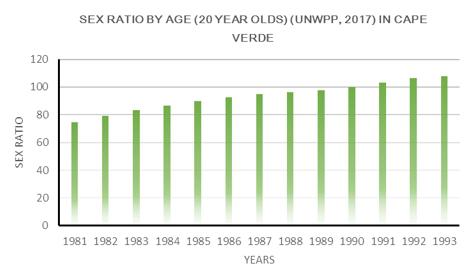 SEX RATIO BY AGE (20 YEAR OLDS) (UNWPP, 2017) IN CAPE
VERDE
120
100
80
60
40
20
0
SEX RATIO
1981 1982 1983 1984 1985 1986 1987 1988 1989 1990 1991 1992 1993
YEARS